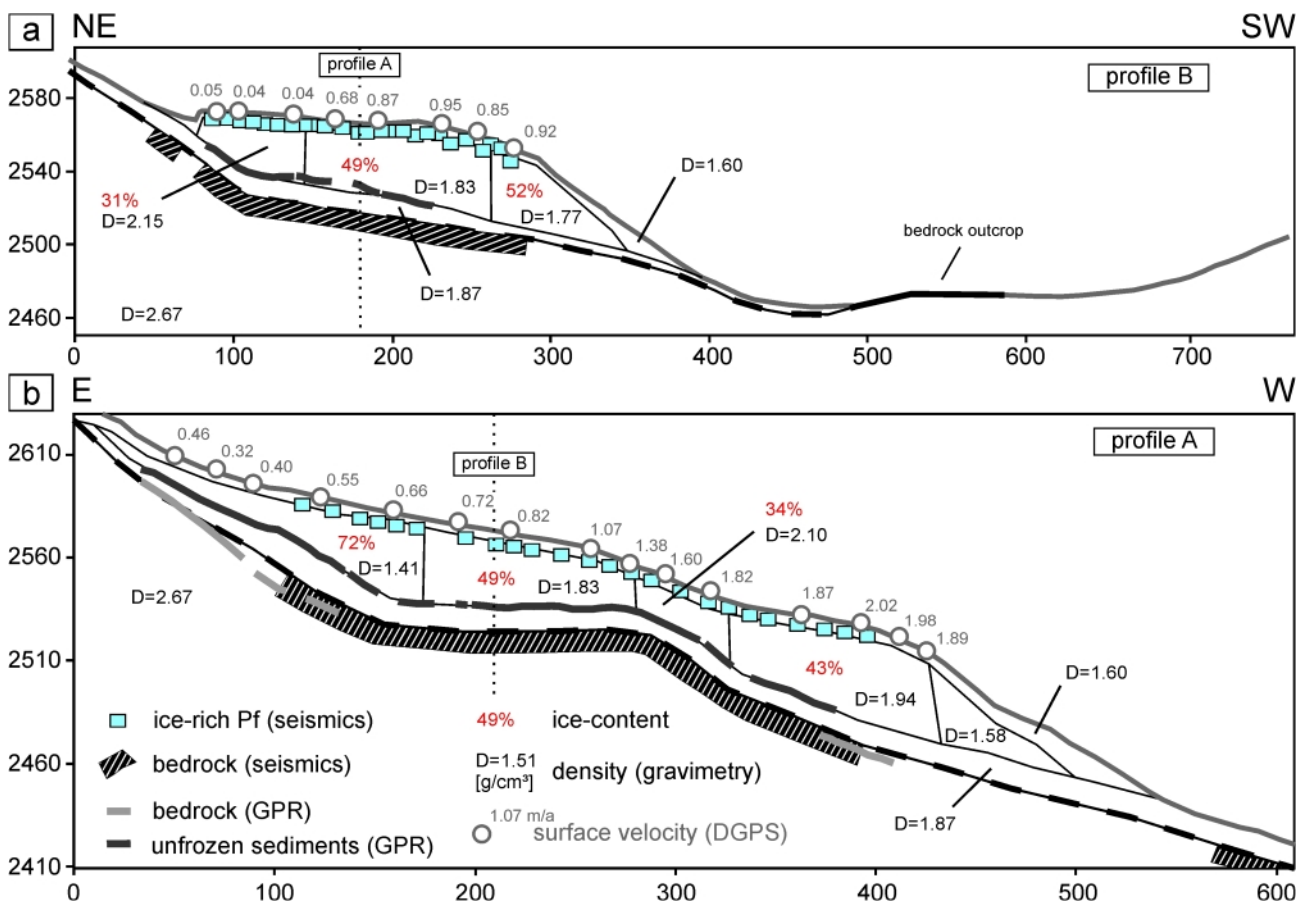 a NE SW
profile A
profile B
0.05 0.04 0.04 0.68 0.87 0.95 0.85 0.92
2580
2540
2500
2460
49%
D=1.83
52%
D=1.77
D=1.60
31%
D=2.15
D=1.87
D=2.67
bedrock outcrop
0 100 200 300 400 500 600 700
b E W
profile A
profile B
2610
2560
2510
2460
2410
0.46 0.32 0.40 0.55 0.66 0.72 0.82 1.07 1.38 1.60 1.82 1.87 2.02 1.98 1.89
34%
D=2.10
72%
D=1.41
49%
D=1.83
D=2.67
43%
D=1.94
D=1.58
D=1.60
D=1.87
ice-rich Pf (seismics)
bedrock (seismics)
bedrock (GPR)
unfrozen sediments (GPR)
49% ice-content
D=1.51
[g/cm³] density (gravimetry)
1.07 m/a surface velocity (DGPS)
0 100 200 300 400 500 600